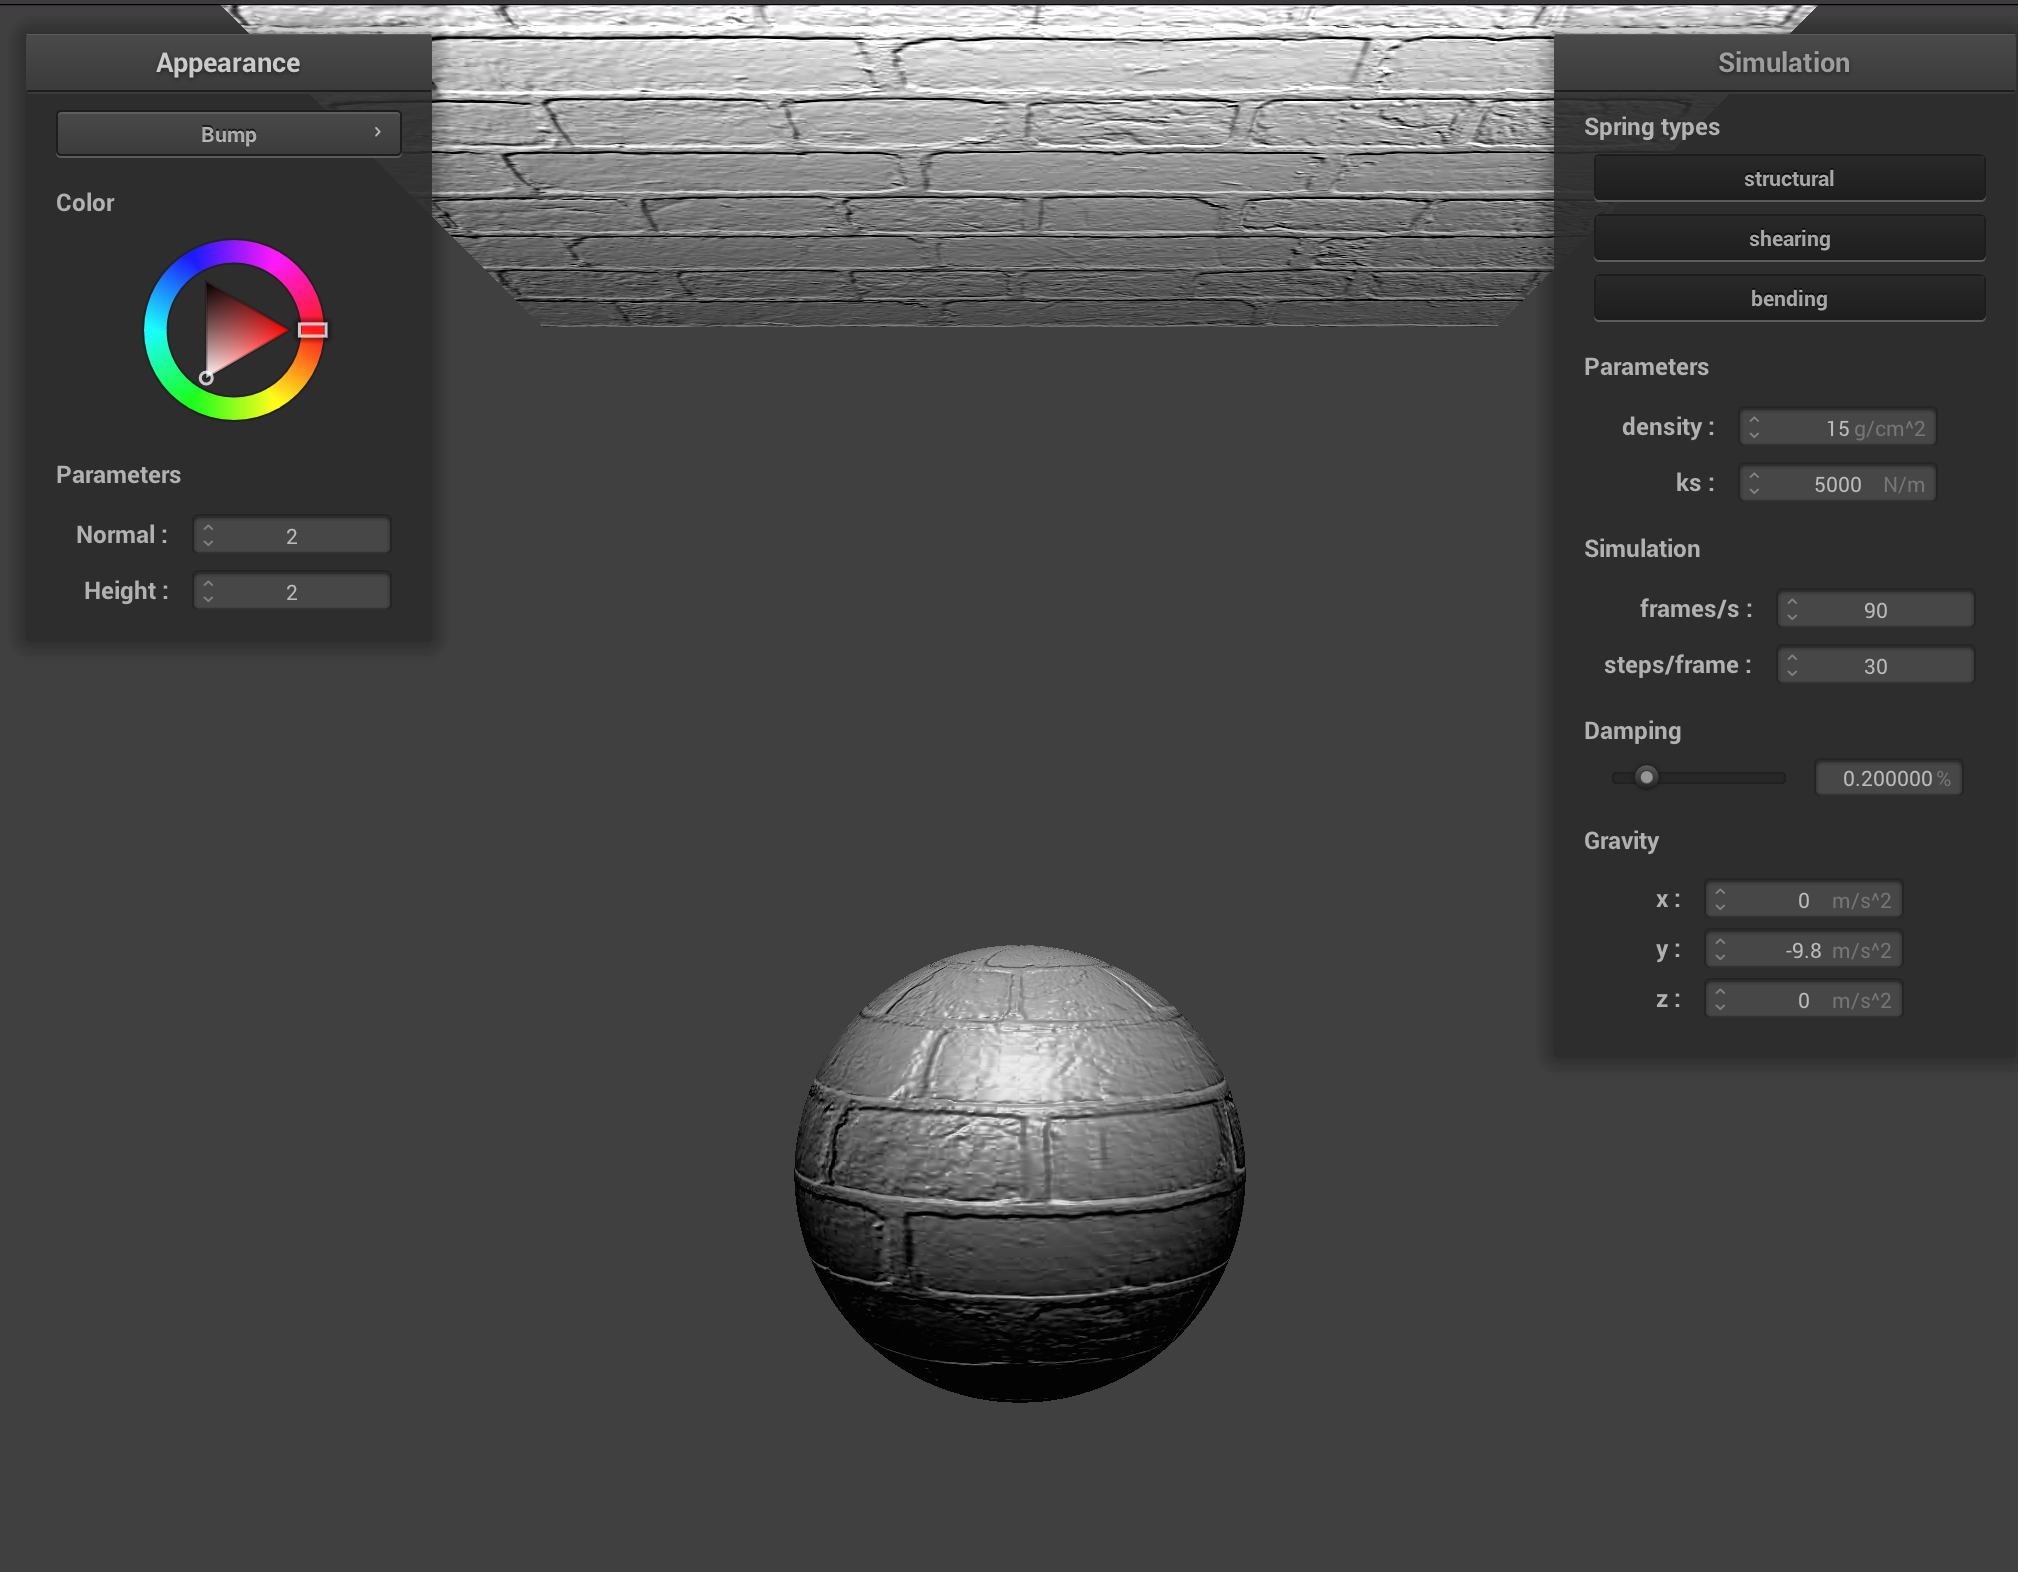 Appearance
Bump
Color
Parameters
Normal :
2
Height :
2
Simulation
Spring types
structural
shearing
bending
Parameters
density :
15 g/cm^2
ks :
5000 N/m
Simulation
frames/s :
90
steps/frame :
30
Damping
0.200000 %
Gravity
x :
0 m/s^2
y :
-9.8 m/s^2
z :
0 m/s^2